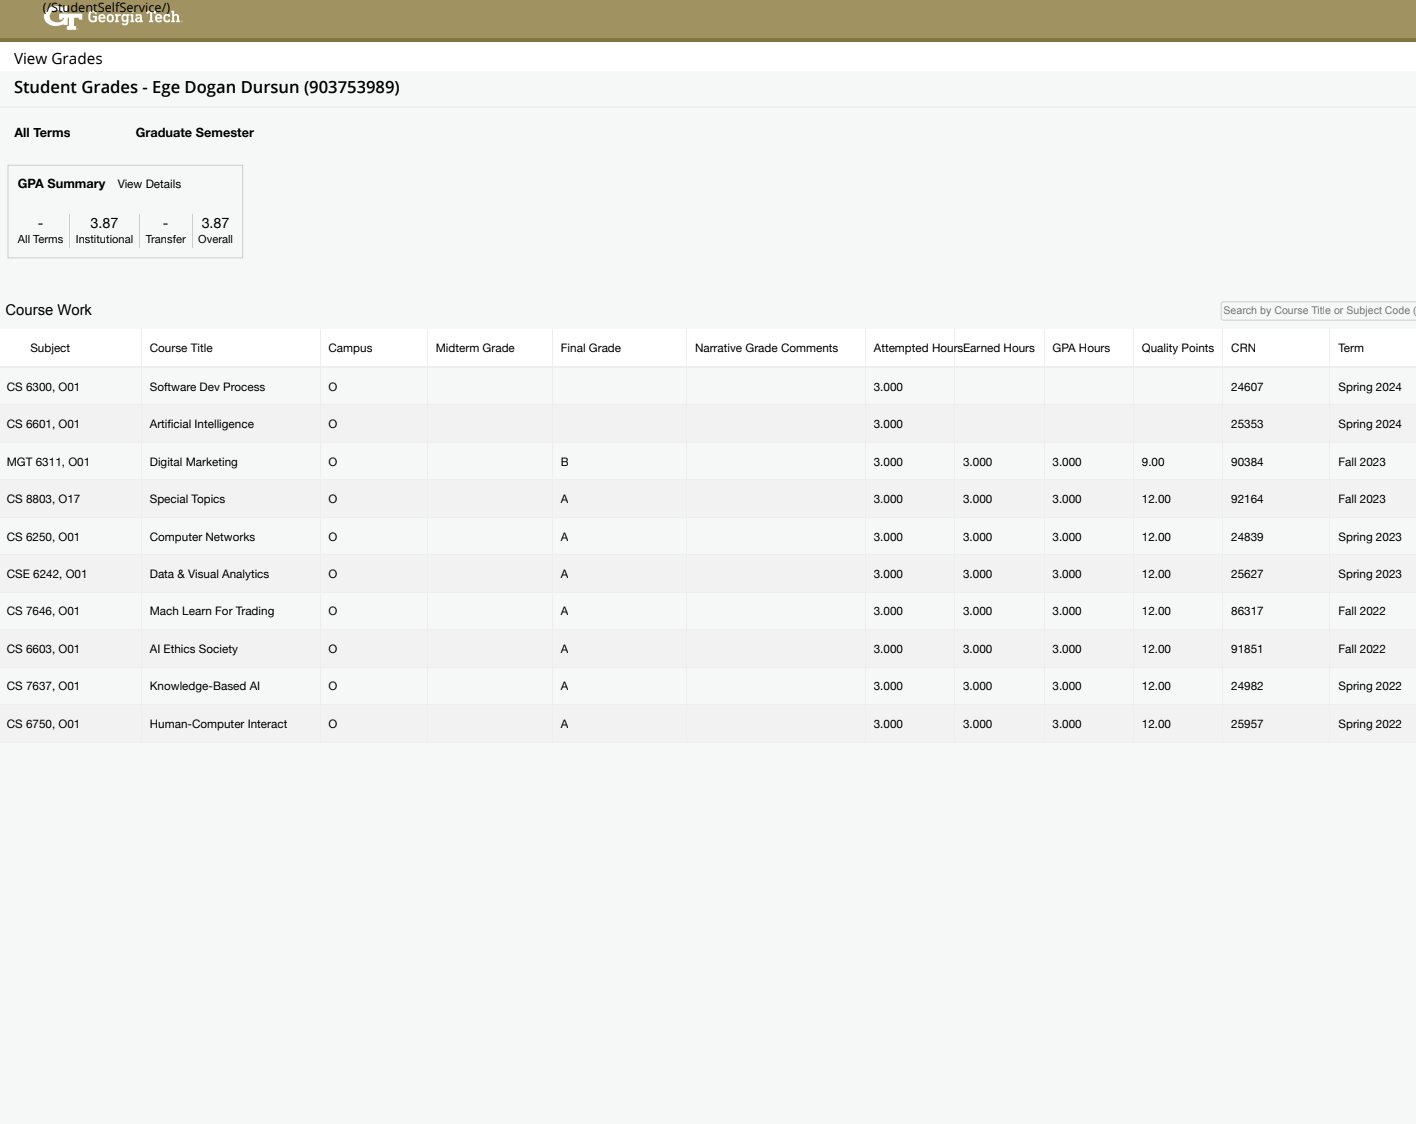 (/StudentSelfService/)
GT Georgia Tech.
View Grades
Student Grades - Ege Dogan Dursun (903753989)
All Terms Graduate Semester
GPA Summary View Details
- 3.87 - 3.87
All Terms Institutional Transfer Overall
Course Work Search by Course Title or Subject Code (
Subject Course Title Campus Midterm Grade Final Grade Narrative Grade Comments Attempted Hours Earned Hours GPA Hours Quality Points CRN Term
CS 6300, O01 Software Dev Process O 3.000 24607 Spring 2024
CS 6601, O01 Artificial Intelligence O 3.000 25353 Spring 2024
MGT 6311, O01 Digital Marketing O B 3.000 3.000 3.000 9.00 90384 Fall 2023
CS 8803, O17 Special Topics O A 3.000 3.000 3.000 12.00 92164 Fall 2023
CS 6250, O01 Computer Networks O A 3.000 3.000 3.000 12.00 24839 Spring 2023
CSE 6242, O01 Data & Visual Analytics O A 3.000 3.000 3.000 12.00 25627 Spring 2023
CS 7646, O01 Mach Learn For Trading O A 3.000 3.000 3.000 12.00 86317 Fall 2022
CS 6603, O01 AI Ethics Society O A 3.000 3.000 3.000 12.00 91851 Fall 2022
CS 7637, O01 Knowledge-Based AI O A 3.000 3.000 3.000 12.00 24982 Spring 2022
CS 6750, O01 Human-Computer Interact O A 3.000 3.000 3.000 12.00 25957 Spring 2022